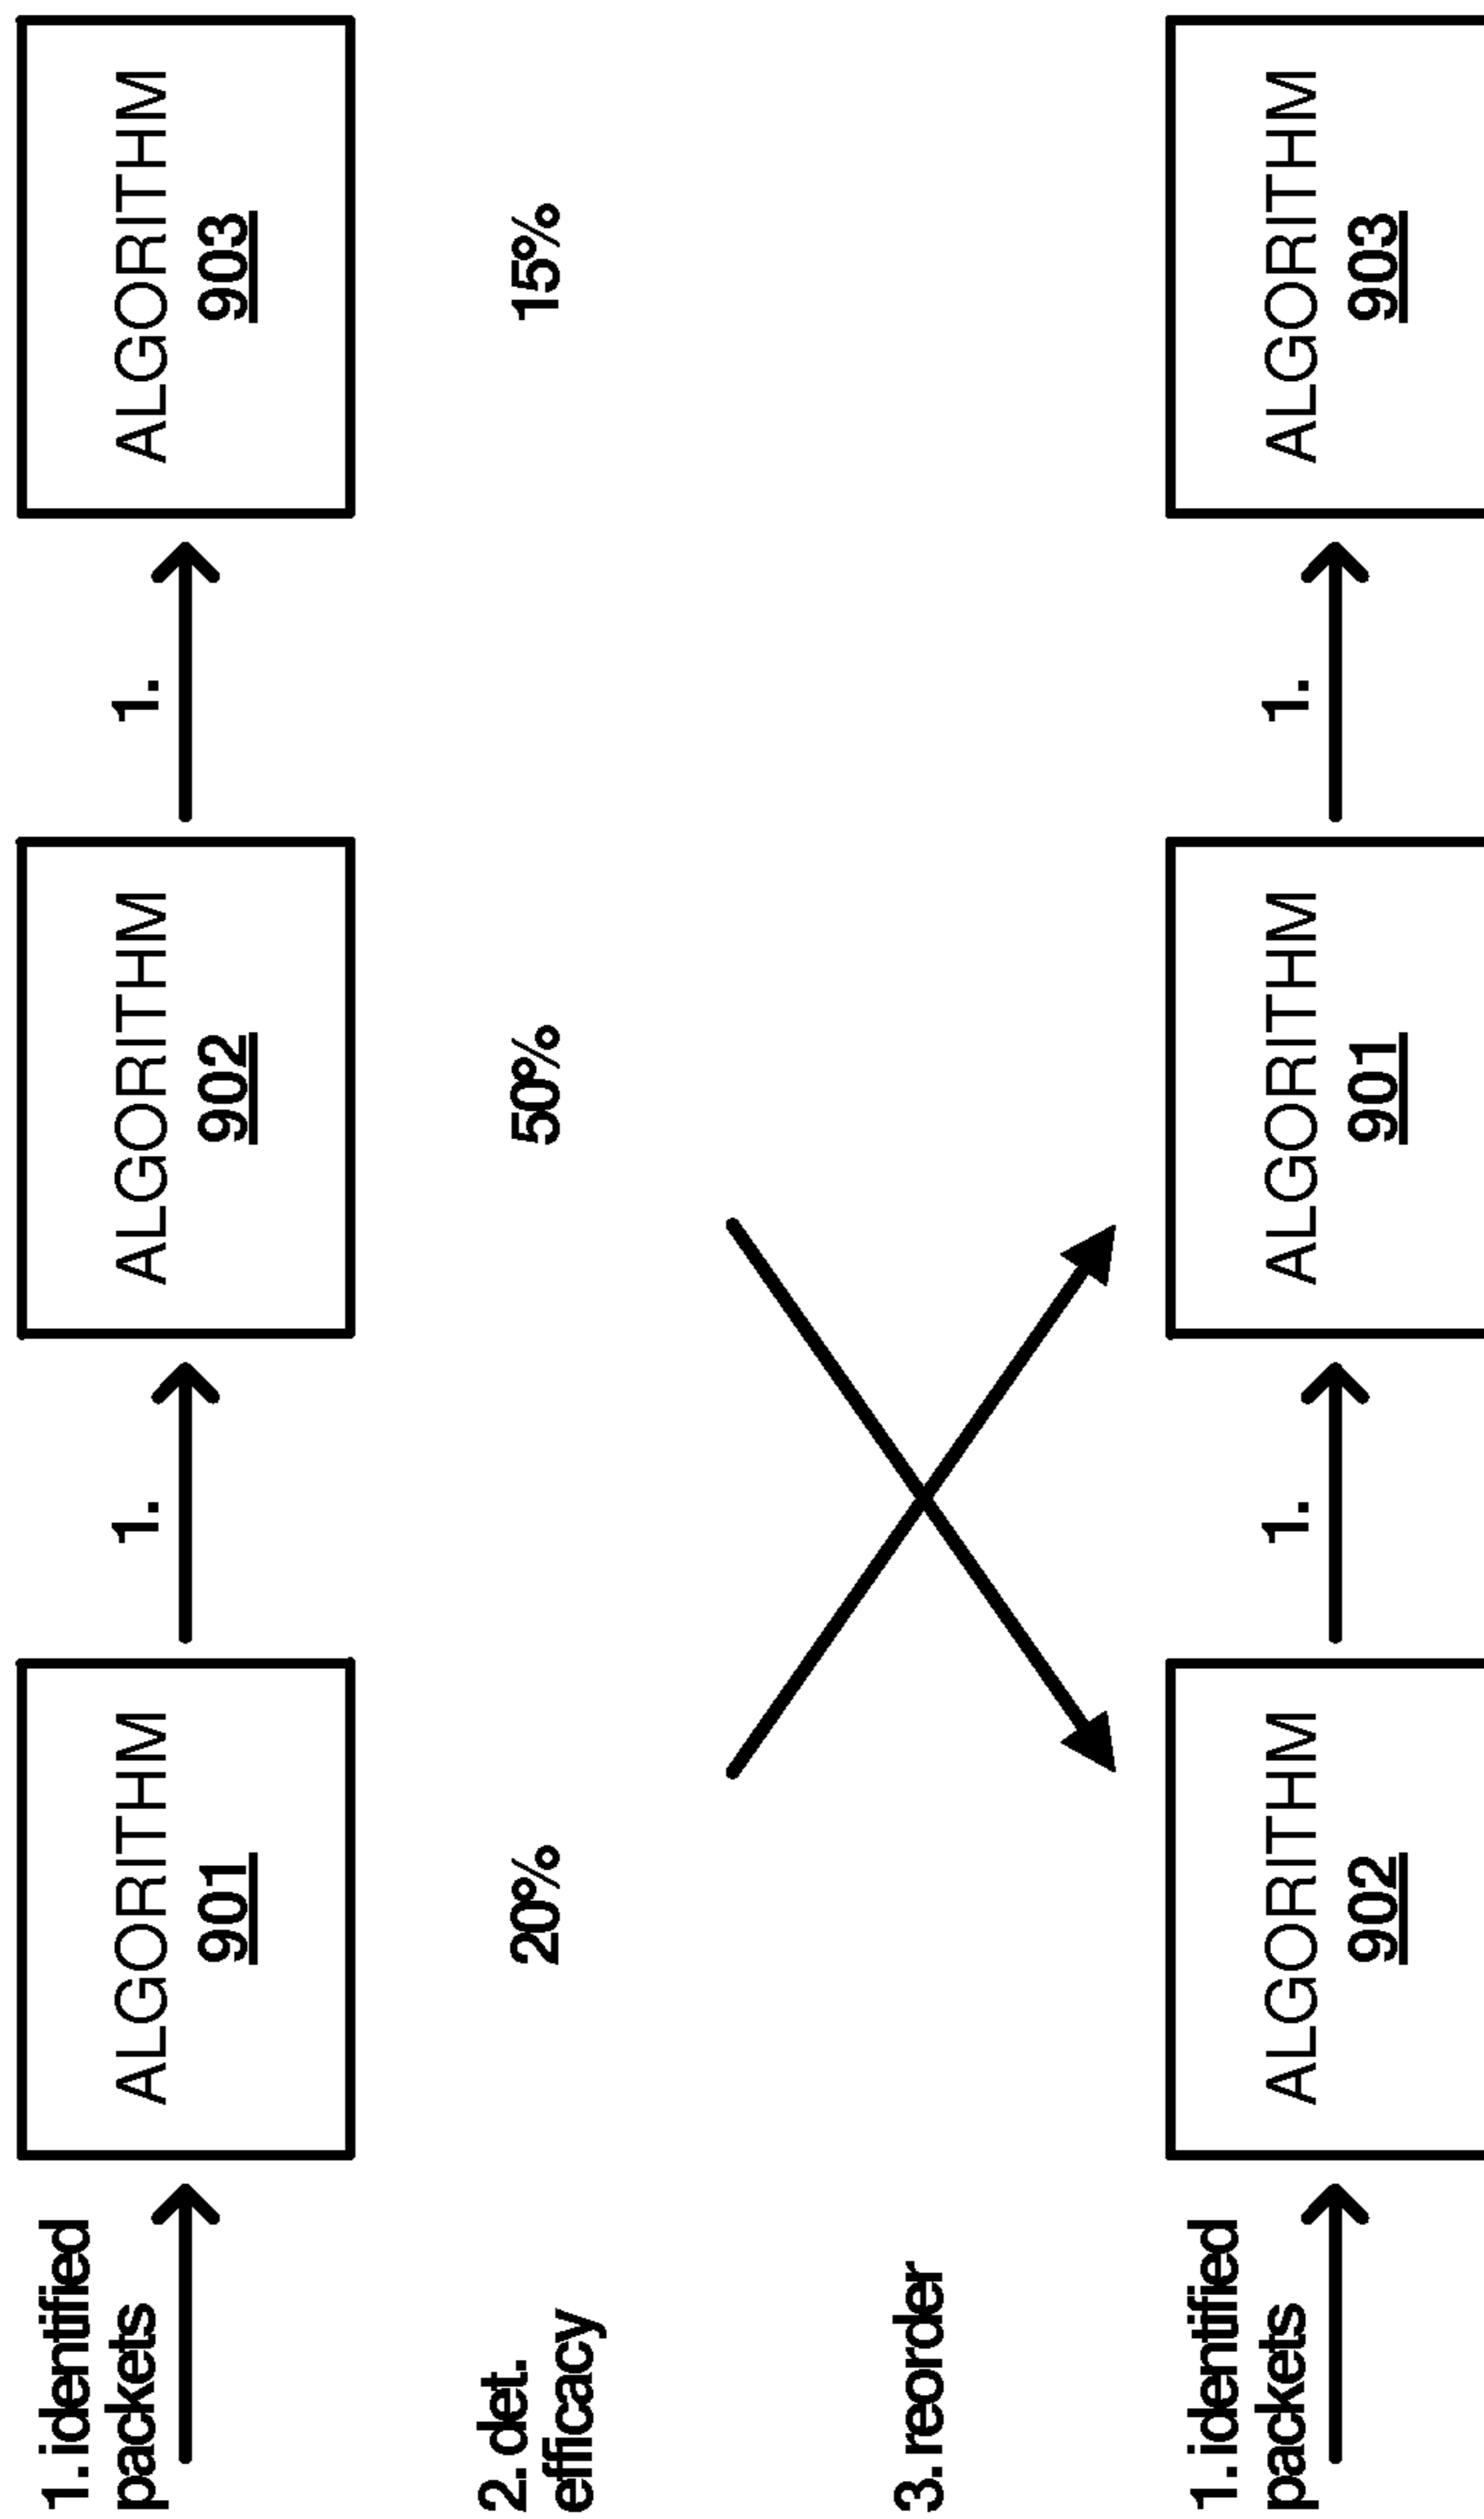 1. identified
packets
ALGORITHM
901
1.
ALGORITHM
902
1.
ALGORITHM
903
2. det.
efficacy
20%
50%
15%
3. reorder
1. identified
packets
ALGORITHM
902
1.
ALGORITHM
901
1.
ALGORITHM
903